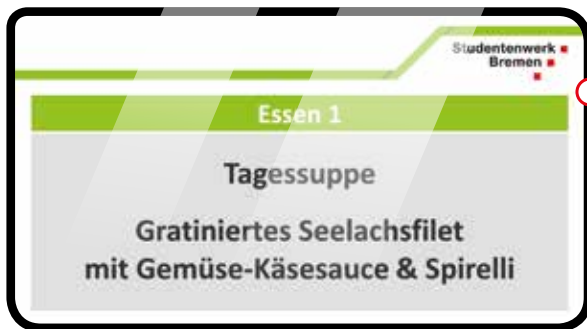 Studentenwerk
Bremen
Essen 1
Tagessuppe
Gratiniertes Seelachsfilet
mit Gemüse-Käsesauce & Spirelli